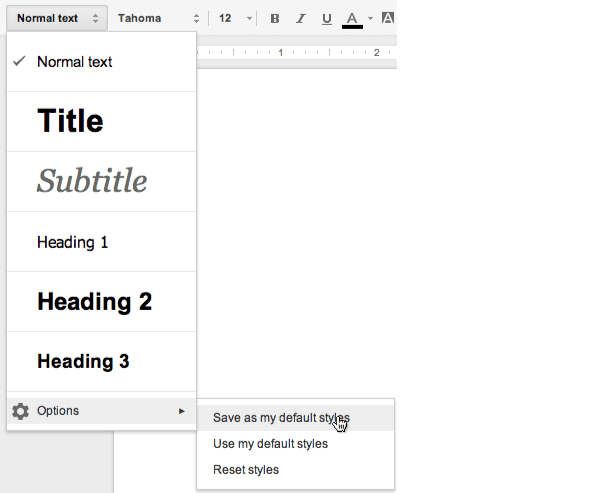 Normal text Tahoma 12 B I U A A
1 2
Normal text
Title
Subtitle
Heading 1
Heading 2
Heading 3
Options
Save as my default styles
Use my default styles
Reset styles